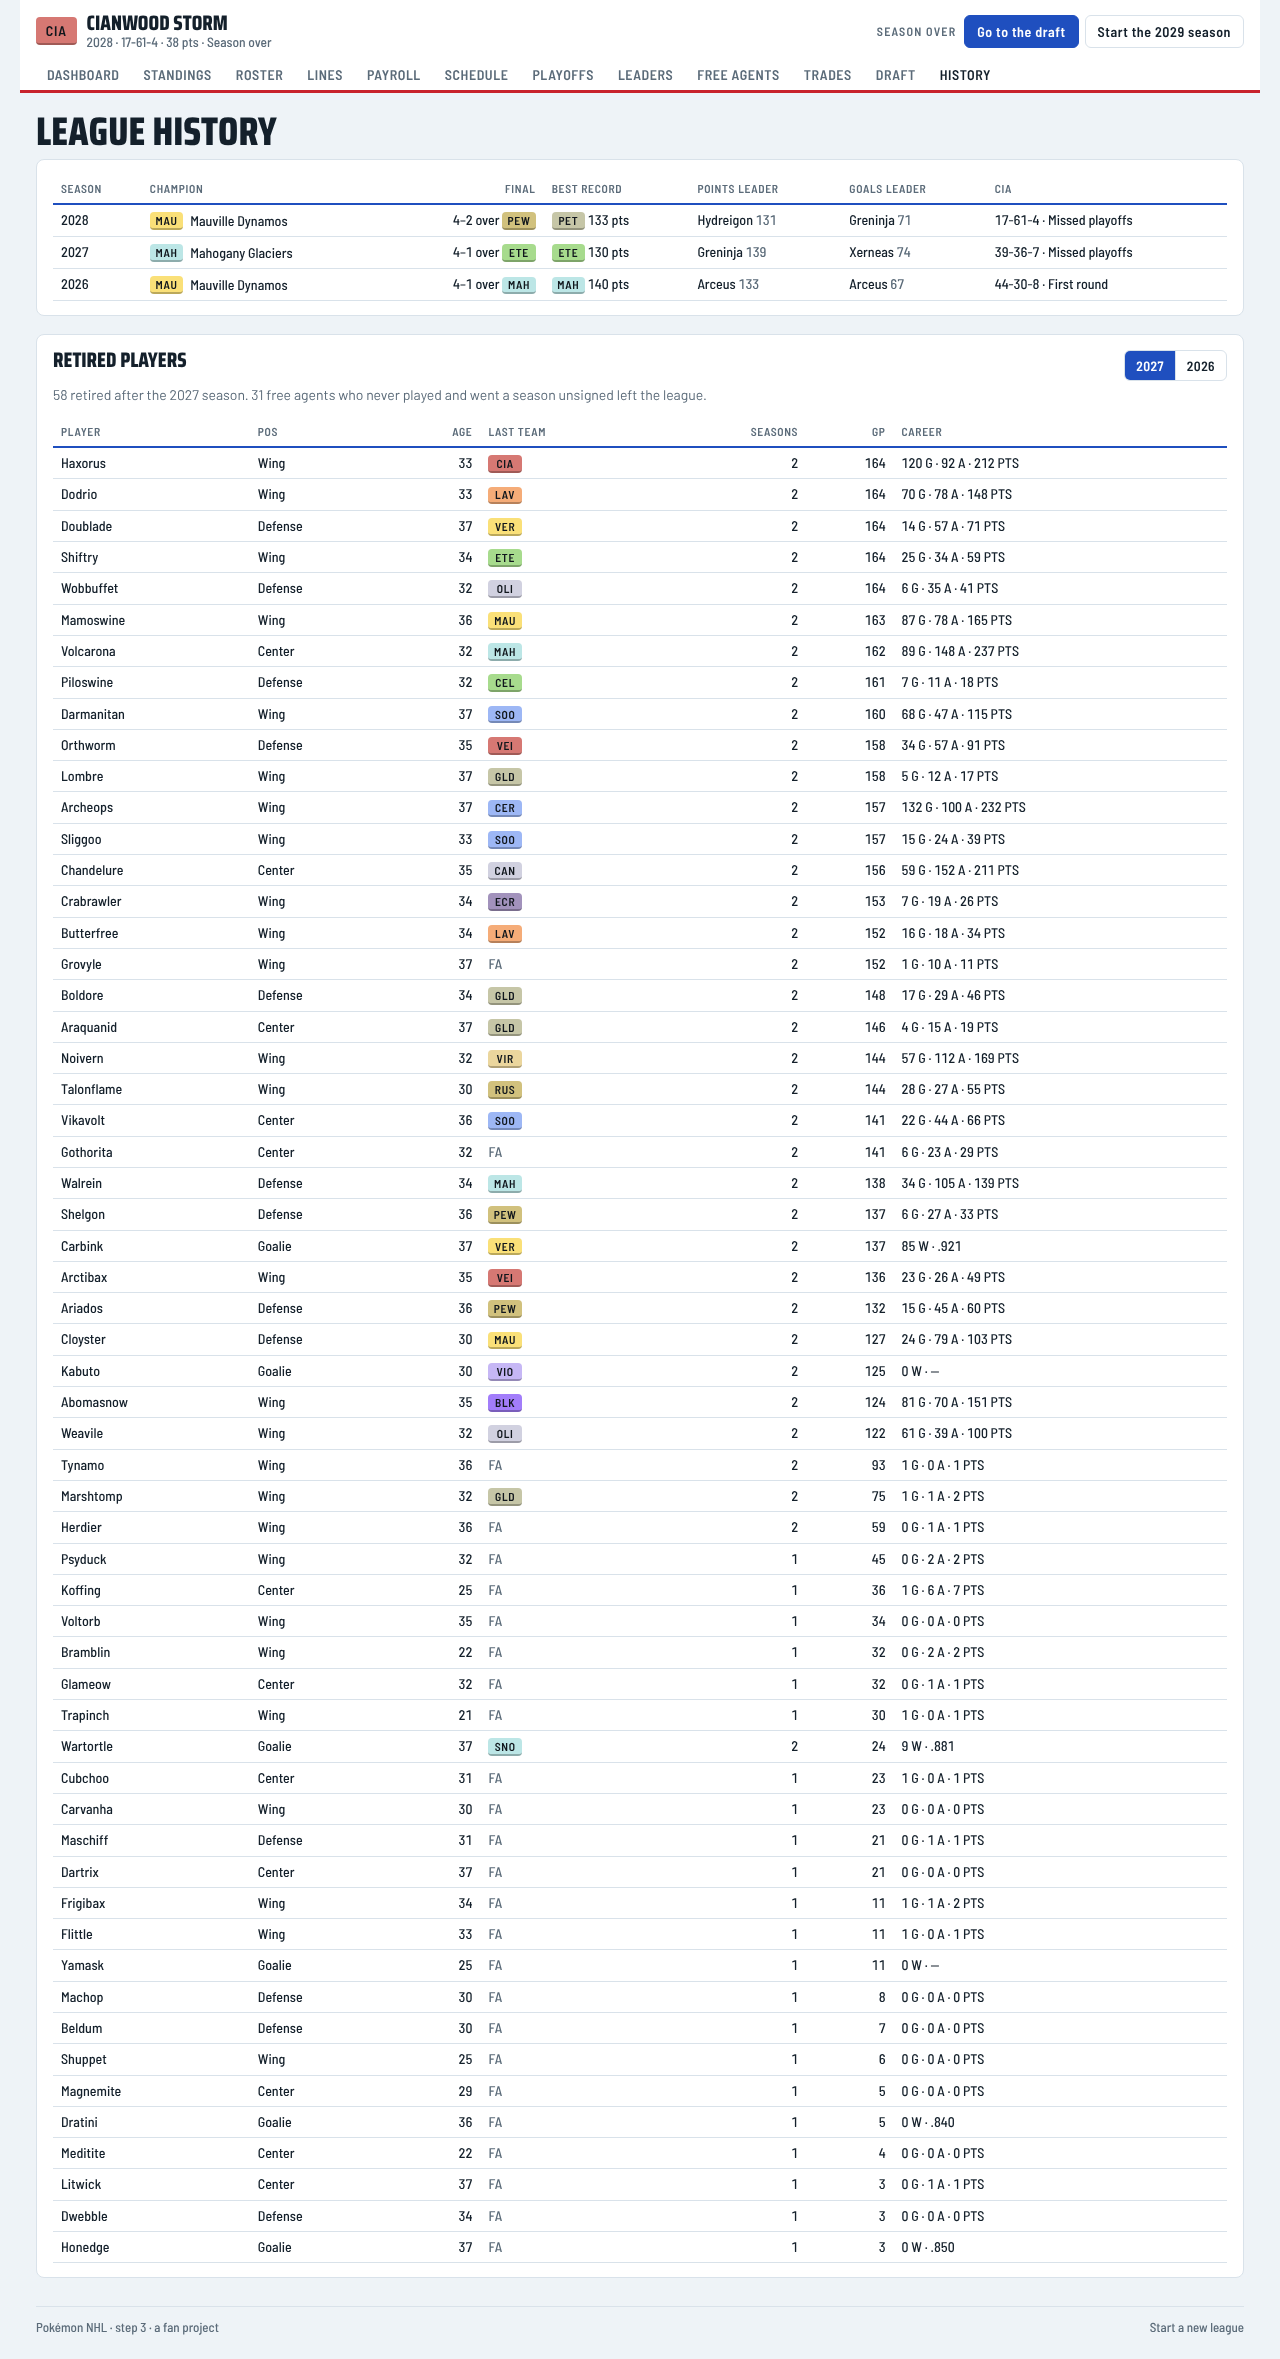 CIA
CIANWOOD STORM
2028 · 17-61-4 · 38 pts · Season over
SEASON OVER
Go to the draft
Start the 2029 season
DASHBOARD STANDINGS ROSTER LINES PAYROLL SCHEDULE PLAYOFFS LEADERS FREE AGENTS TRADES DRAFT HISTORY
LEAGUE HISTORY
SEASON CHAMPION FINAL BEST RECORD POINTS LEADER GOALS LEADER CIA
2028 MAU Mauville Dynamos 4–2 over PEW PET 133 pts Hydreigon 131 Greninja 71 17-61-4 · Missed playoffs
2027 MAH Mahogany Glaciers 4–1 over ETE ETE 130 pts Greninja 139 Xerneas 74 39-36-7 · Missed playoffs
2026 MAU Mauville Dynamos 4–1 over MAH MAH 140 pts Arceus 133 Arceus 67 44-30-8 · First round
RETIRED PLAYERS
2027 2026
58 retired after the 2027 season. 31 free agents who never played and went a season unsigned left the league.
PLAYER POS AGE LAST TEAM SEASONS GP CAREER
Haxorus Wing 33 CIA 2 164 120 G · 92 A · 212 PTS
Dodrio Wing 33 LAV 2 164 70 G · 78 A · 148 PTS
Doublade Defense 37 VER 2 164 14 G · 57 A · 71 PTS
Shiftry Wing 34 ETE 2 164 25 G · 34 A · 59 PTS
Wobbuffet Defense 32 OLI 2 164 6 G · 35 A · 41 PTS
Mamoswine Wing 36 MAU 2 163 87 G · 78 A · 165 PTS
Volcarona Center 32 MAH 2 162 89 G · 148 A · 237 PTS
Piloswine Defense 32 CEL 2 161 7 G · 11 A · 18 PTS
Darmanitan Wing 37 SOO 2 160 68 G · 47 A · 115 PTS
Orthworm Defense 35 VEI 2 158 34 G · 57 A · 91 PTS
Lombre Wing 37 GLD 2 158 5 G · 12 A · 17 PTS
Archeops Wing 37 CER 2 157 132 G · 100 A · 232 PTS
Sliggoo Wing 33 SOO 2 157 15 G · 24 A · 39 PTS
Chandelure Center 35 CAN 2 156 59 G · 152 A · 211 PTS
Crabrawler Wing 34 ECR 2 153 7 G · 19 A · 26 PTS
Butterfree Wing 34 LAV 2 152 16 G · 18 A · 34 PTS
Grovyle Wing 37 FA 2 152 1 G · 10 A · 11 PTS
Boldore Defense 34 GLD 2 148 17 G · 29 A · 46 PTS
Araquanid Center 37 GLD 2 146 4 G · 15 A · 19 PTS
Noivern Wing 32 VIR 2 144 57 G · 112 A · 169 PTS
Talonflame Wing 30 RUS 2 144 28 G · 27 A · 55 PTS
Vikavolt Center 36 SOO 2 141 22 G · 44 A · 66 PTS
Gothorita Center 32 FA 2 141 6 G · 23 A · 29 PTS
Walrein Defense 34 MAH 2 138 34 G · 105 A · 139 PTS
Shelgon Defense 36 PEW 2 137 6 G · 27 A · 33 PTS
Carbink Goalie 37 VER 2 137 85 W · .921
Arctibax Wing 35 VEI 2 136 23 G · 26 A · 49 PTS
Ariados Defense 36 PEW 2 132 15 G · 45 A · 60 PTS
Cloyster Defense 30 MAU 2 127 24 G · 79 A · 103 PTS
Kabuto Goalie 30 VIO 2 125 0 W · –
Abomasnow Wing 35 BLK 2 124 81 G · 70 A · 151 PTS
Weavile Wing 32 OLI 2 122 61 G · 39 A · 100 PTS
Tynamo Wing 36 FA 2 93 1 G · 0 A · 1 PTS
Marshtomp Wing 32 GLD 2 75 1 G · 1 A · 2 PTS
Herdier Wing 36 FA 2 59 0 G · 1 A · 1 PTS
Psyduck Wing 32 FA 1 45 0 G · 2 A · 2 PTS
Koffing Center 25 FA 1 36 1 G · 6 A · 7 PTS
Voltorb Wing 35 FA 1 34 0 G · 0 A · 0 PTS
Bramblin Wing 22 FA 1 32 0 G · 2 A · 2 PTS
Glameow Center 32 FA 1 32 0 G · 1 A · 1 PTS
Trapinch Wing 21 FA 1 30 1 G · 0 A · 1 PTS
Wartortle Goalie 37 SNO 2 24 9 W · .881
Cubchoo Center 31 FA 1 23 1 G · 0 A · 1 PTS
Carvanha Wing 30 FA 1 23 0 G · 0 A · 0 PTS
Maschiff Defense 31 FA 1 21 0 G · 1 A · 1 PTS
Dartrix Center 37 FA 1 21 0 G · 0 A · 0 PTS
Frigibax Wing 34 FA 1 11 1 G · 1 A · 2 PTS
Flittle Wing 33 FA 1 11 1 G · 0 A · 1 PTS
Yamask Goalie 25 FA 1 11 0 W · –
Machop Defense 30 FA 1 8 0 G · 0 A · 0 PTS
Beldum Defense 30 FA 1 7 0 G · 0 A · 0 PTS
Shuppet Wing 25 FA 1 6 0 G · 0 A · 0 PTS
Magnemite Center 29 FA 1 5 0 G · 0 A · 0 PTS
Dratini Goalie 36 FA 1 5 0 W · .840
Meditite Center 22 FA 1 4 0 G · 0 A · 0 PTS
Litwick Center 37 FA 1 3 0 G · 1 A · 1 PTS
Dwebble Defense 34 FA 1 3 0 G · 0 A · 0 PTS
Honedge Goalie 37 FA 1 3 0 W · .850
Pokémon NHL · step 3 · a fan project
Start a new league